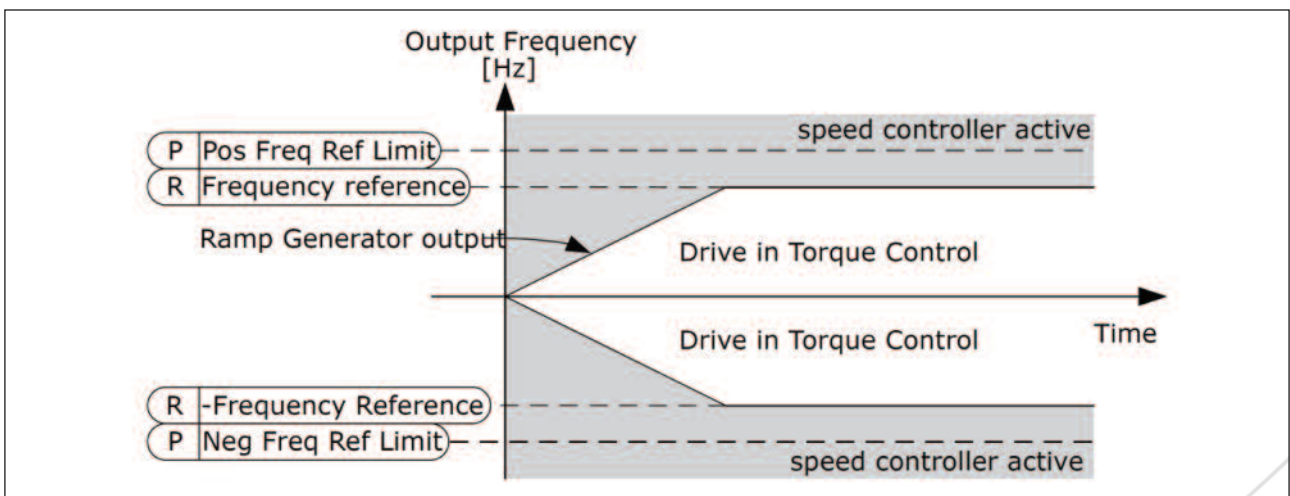 Output Frequency
[Hz]
speed controller active
P Pos Freq Ref Limit
R Frequency reference
Ramp Generator output
Drive in Torque Control
Time
Drive in Torque Control
R -Frequency Reference
P Neg Freq Ref Limit
speed controller active